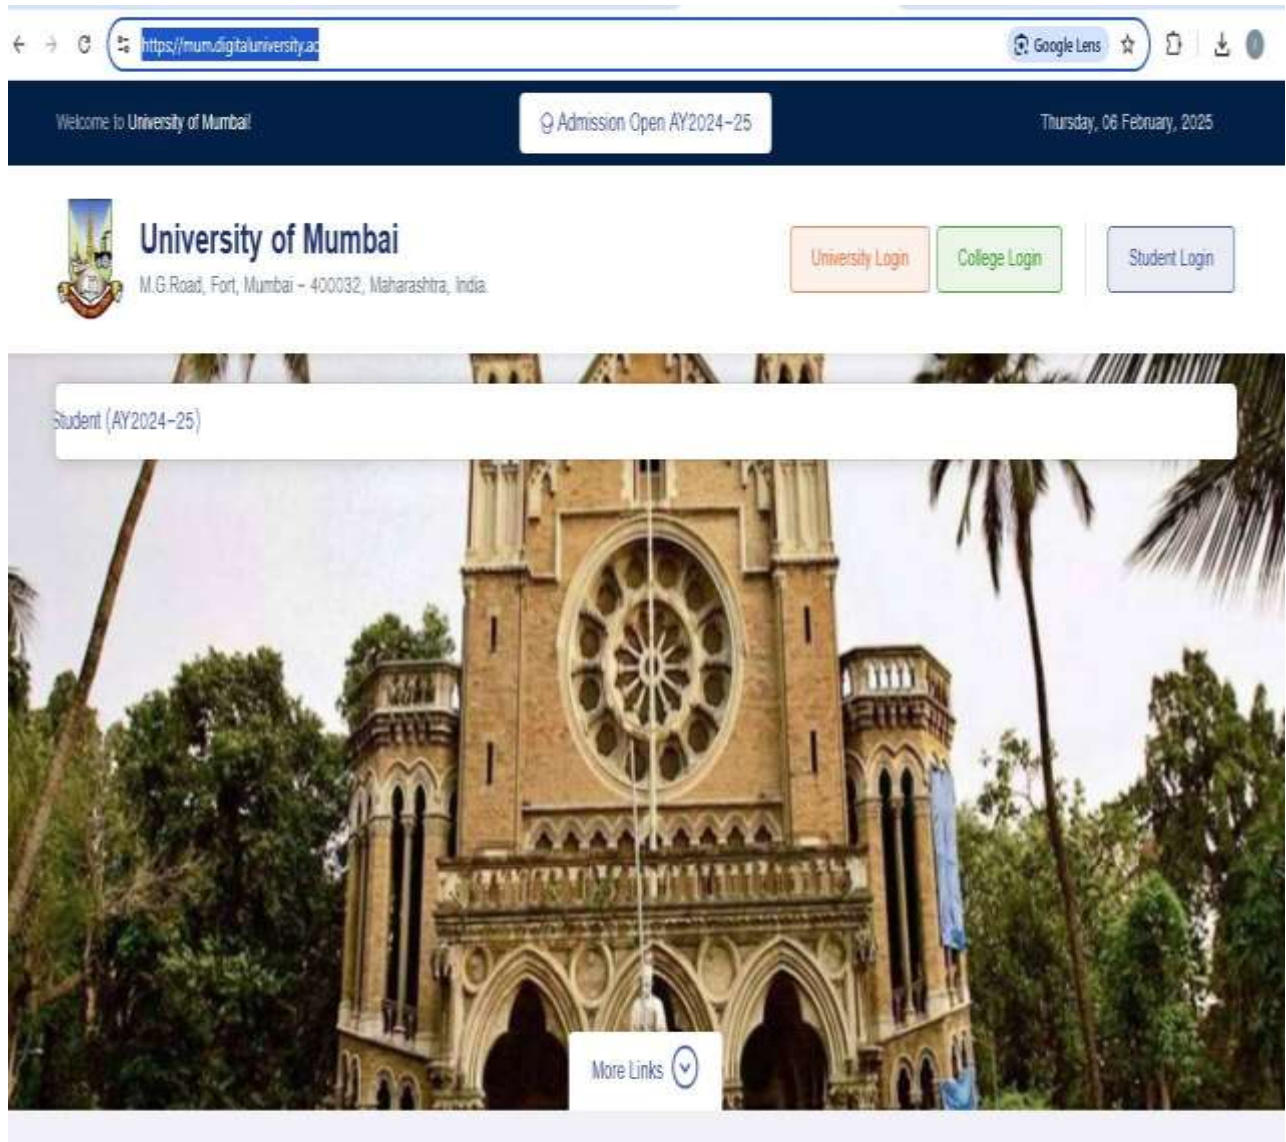 https://mum.digitaluniversity.ac
Google Lens
Welcome to University of Mumbai!
Admission Open AY2024-25
Thursday, 06 February, 2025
University of Mumbai
M.G.Road, Fort, Mumbai - 400032, Maharashtra, India.
University Login
College Login
Student Login
Student (AY2024-25)
More Links